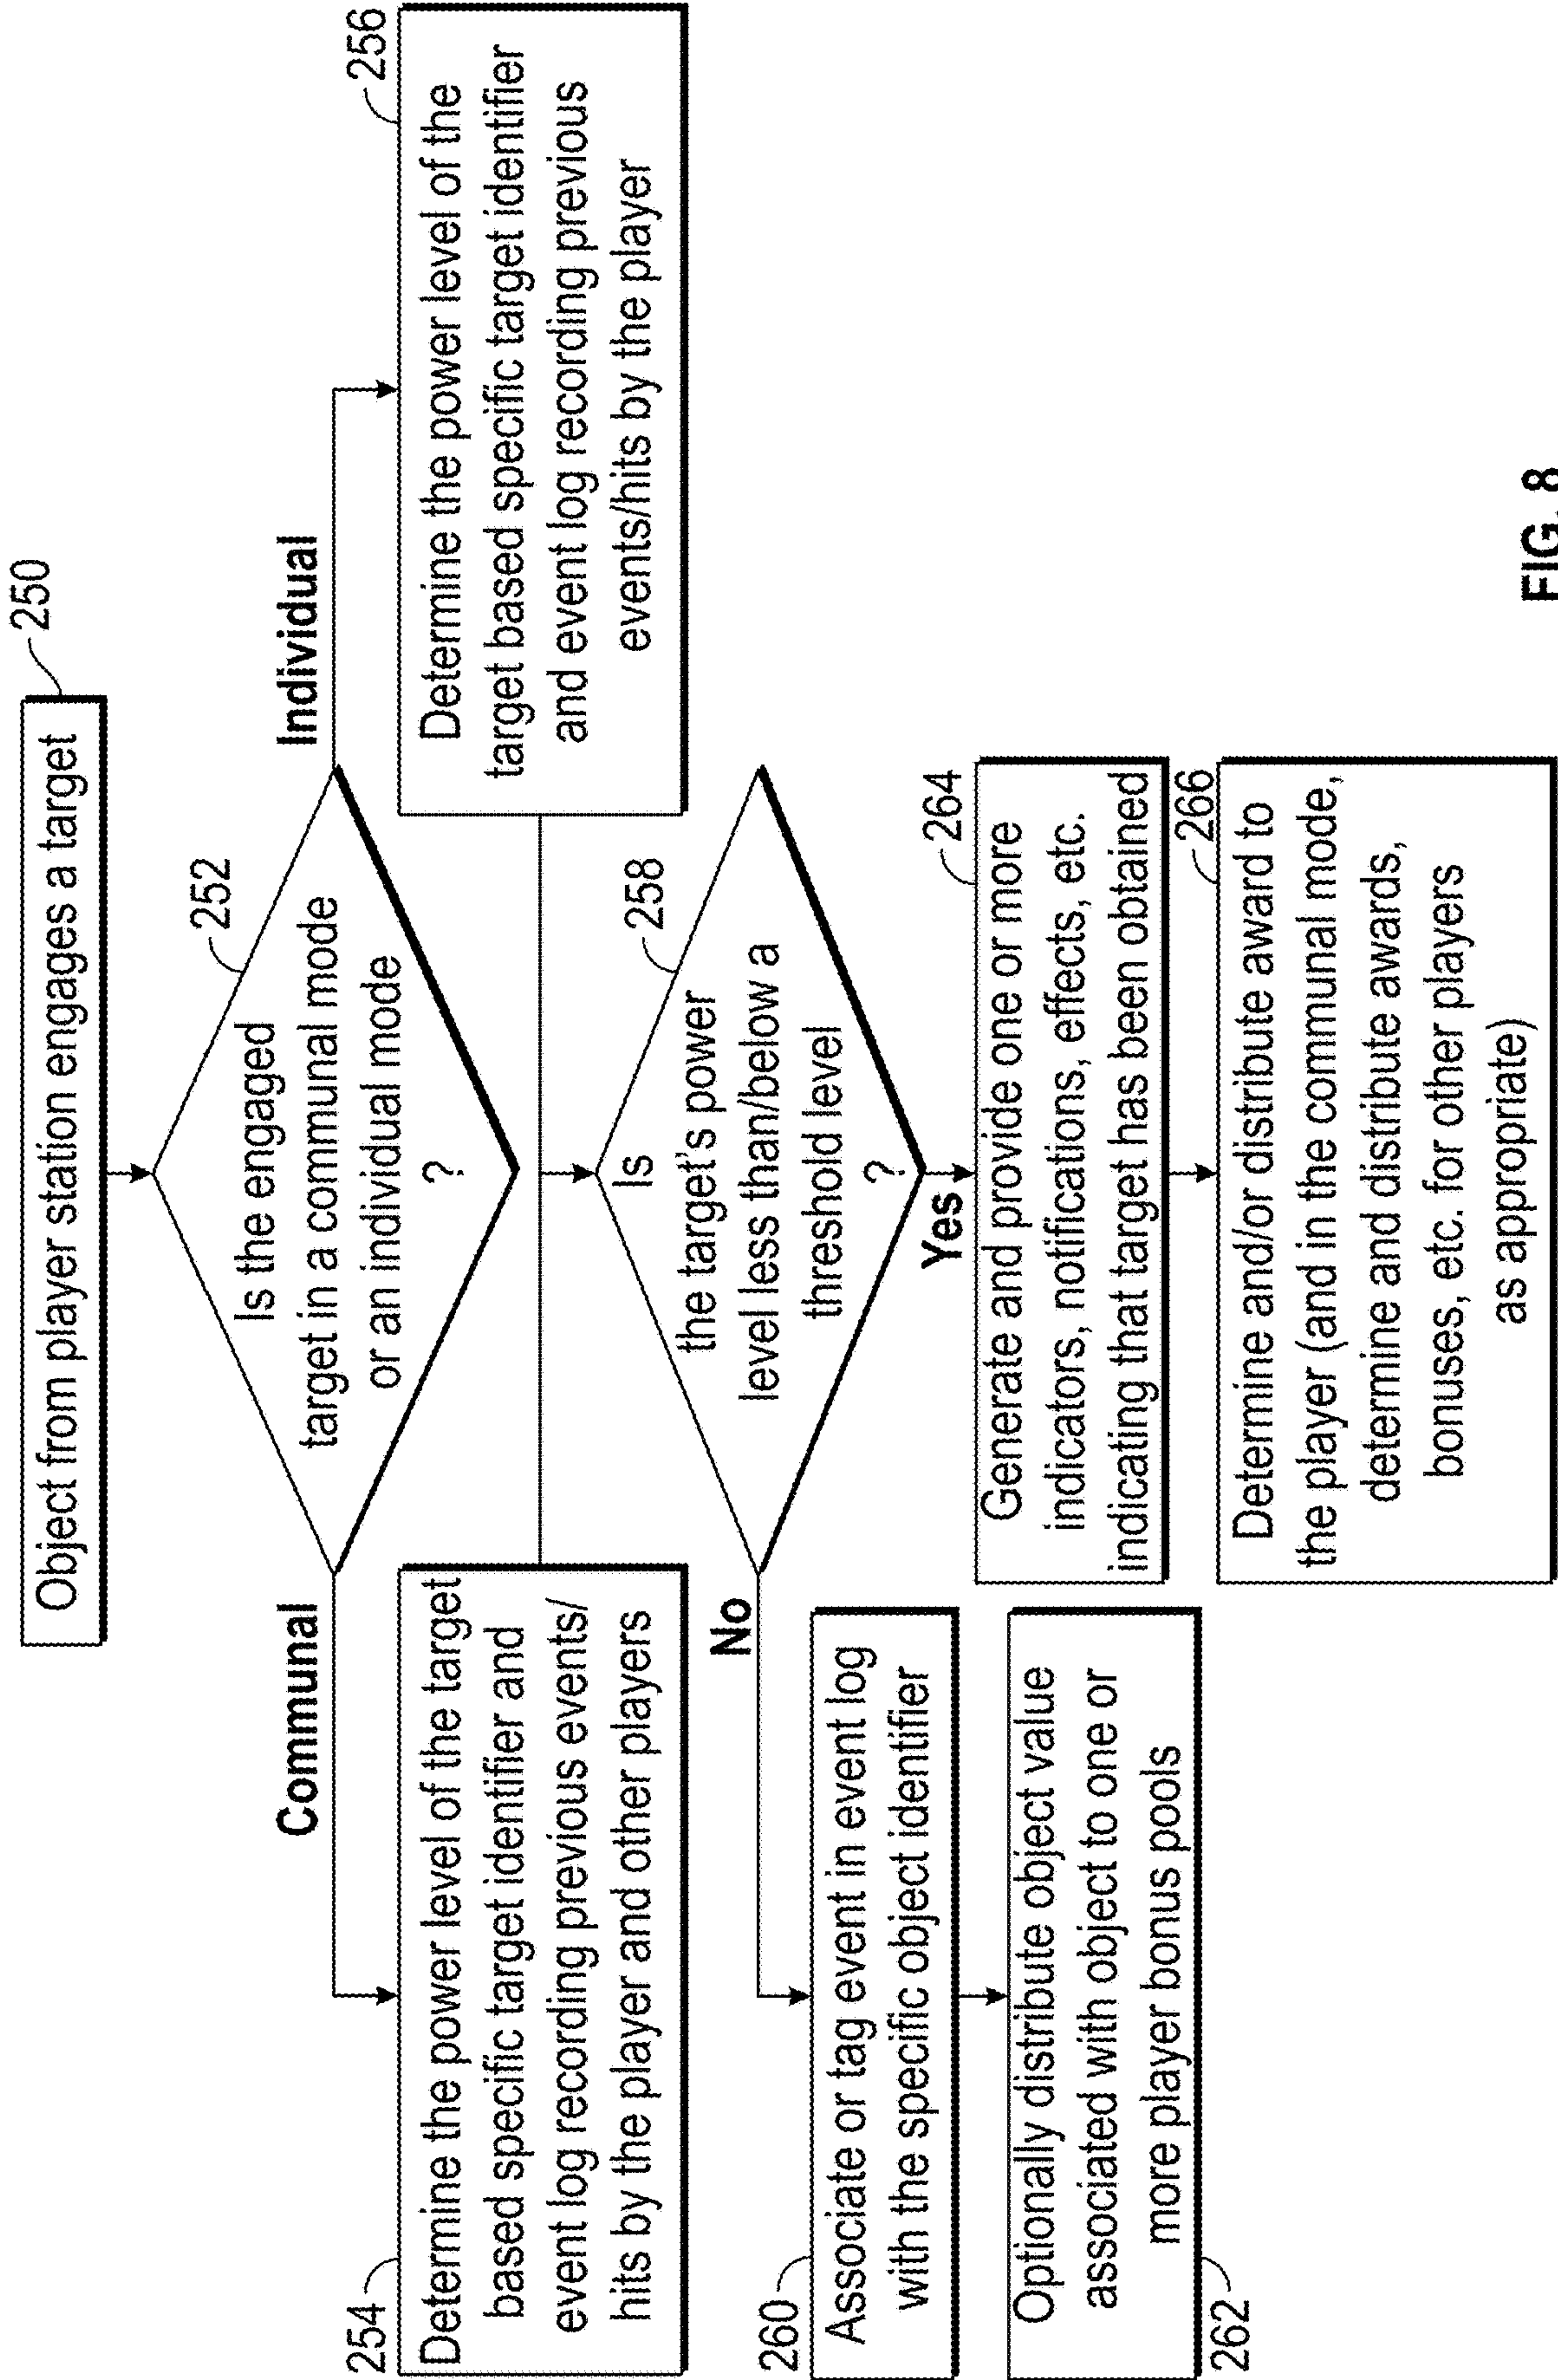 250
Object from player station engages a target
252
Is the engaged
target in a communal mode
or an individual mode
?
Communal
Individual
254
Determine the power level of the target
based specific target identifier and
event log recording previous events/
hits by the player and other players
256
Determine the power level of the
target based specific target identifier
and event log recording previous
events/hits by the player
258
Is
the target's power
level less than/below a
threshold level
?
No
Yes
260
Associate or tag event in event log
with the specific object identifier
Optionally distribute object value
associated with object to one or
more player bonus pools
262
264
Generate and provide one or more
indicators, notifications, effects, etc.
indicating that target has been obtained
266
Determine and/or distribute award to
the player (and in the communal mode,
determine and distribute awards,
bonuses, etc. for other players
as appropriate)
FIG. 8